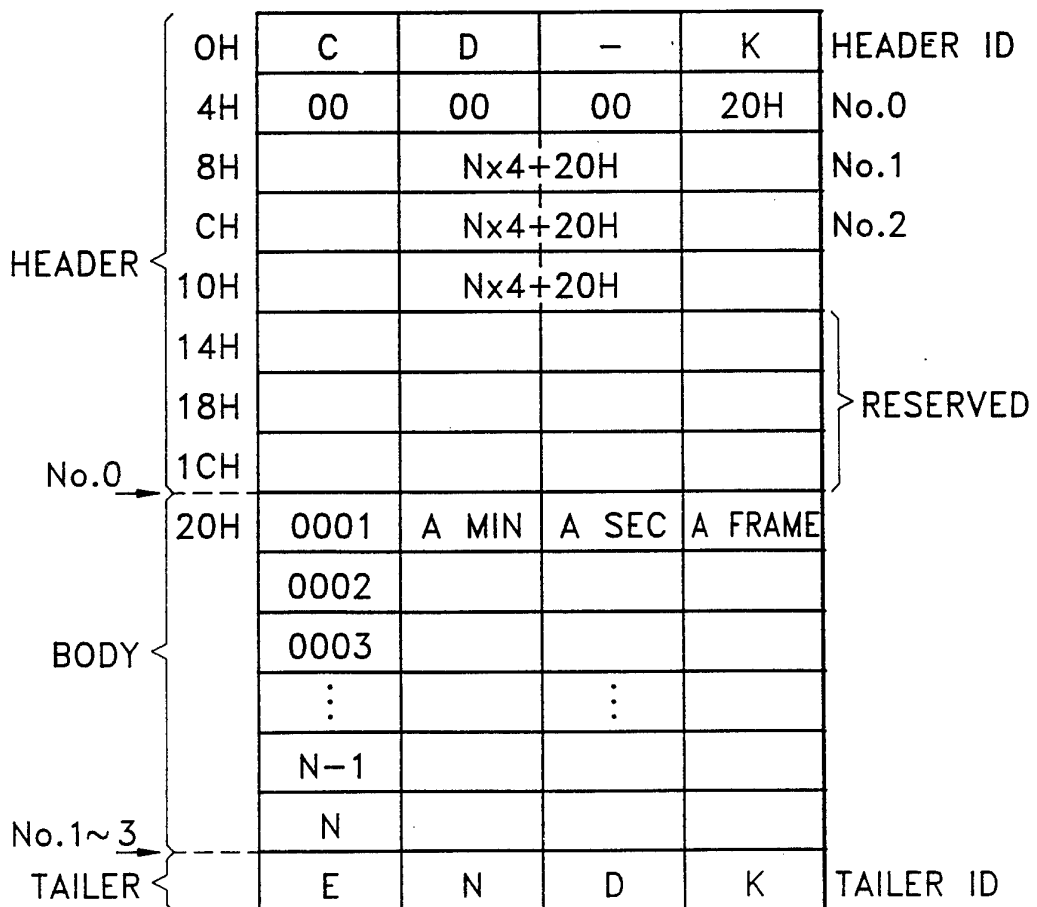 0H C D - K HEADER ID
4H 00 00 00 20H No.0
8H Nx4+20H No.1
CH Nx4+20H No.2
HEADER
10H Nx4+20H
14H
18H RESERVED
1CH
No.0
20H 0001 A MIN A SEC A FRAME
0002
BODY 0003
⋮ ⋮
N-1
N
No.1~3
TAILER E N D K TAILER ID